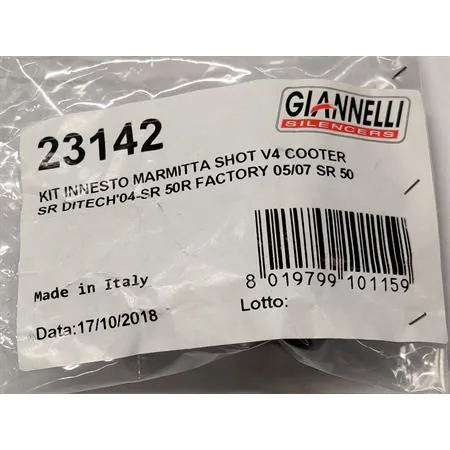 GIANNELLI
SILENCERS
23142
KIT INNESTO MARMITTA SHOT V4 COOTER
SR DITECH'04-SR 50R FACTORY 05/07 SR 50
8 019799 101159
Made in Italy
Lotto:
Data:17/10/2018